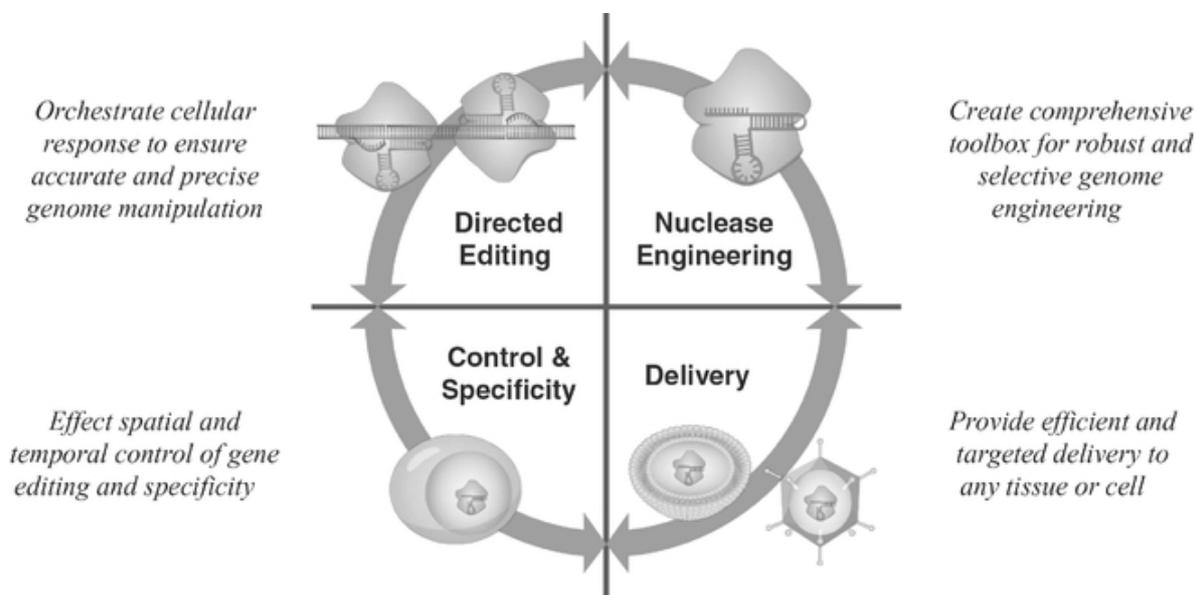 Orchestrate cellular
response to ensure
accurate and precise
genome manipulation
Directed
Editing
Nuclease
Engineering
Create comprehensive
toolbox for robust and
selective genome
engineering
Effect spatial and
temporal control of gene
editing and specificity
Control &
Specificity
Delivery
Provide efficient and
targeted delivery to
any tissue or cell